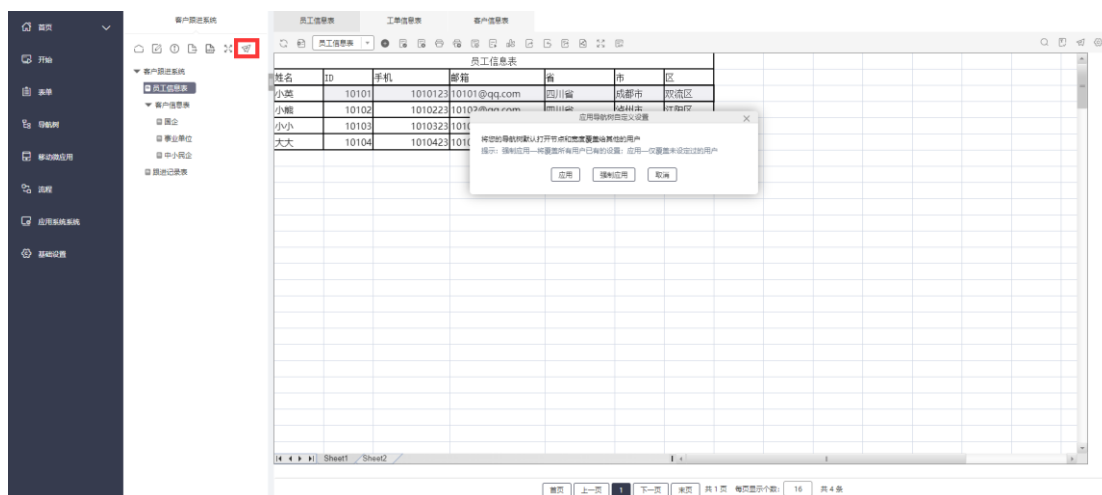 首页
开始
表单
导航树
移动微应用
流程
应用系统系统
基础设置
客户跟进系统
客户跟进系统
员工信息表
客户信息表
国企
事业单位
中小民企
跟进记录表
员工信息表 工单信息表 客户信息表
员工信息表
员工信息表
姓名 ID 手机 邮箱 省 市 区
小英 10101 1010123 10101@qq.com 四川省 成都市 双流区
小熊 10102 1010223 10102@qq.com 四川省 泸州市 江阳区
小小 10103 1010323 1010
大大 10104 1010423 1010
应用导航树自定义设置
将您的导航树默认打开节点和宽度覆盖给其他的用户
提示：强制应用—将覆盖所有用户已有的设置；应用—仅覆盖未设定过的用户
应用 强制应用 取消
Sheet1 Sheet2
首页 上一页 1 下一页 末页 共1页 每页显示个数: 16 共4条